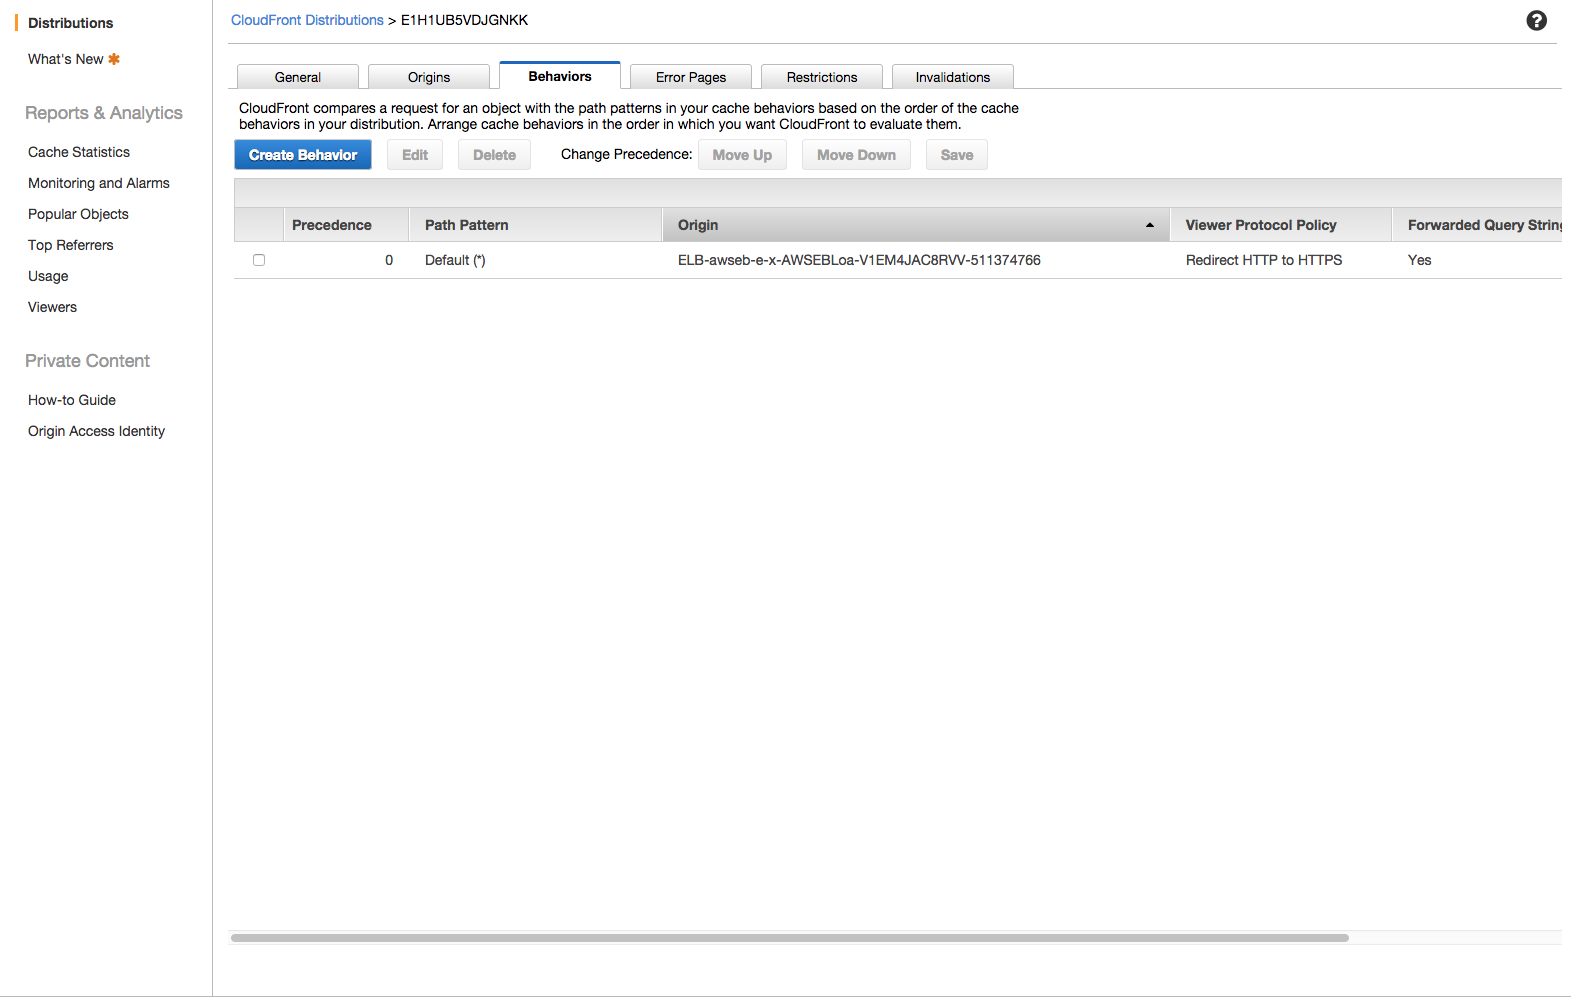 Distributions
What's New
Reports & Analytics
Cache Statistics
Monitoring and Alarms
Popular Objects
Top Referrers
Usage
Viewers
Private Content
How-to Guide
Origin Access Identity
CloudFront Distributions > E1H1UB5VDJGNKK
?
General Origins Behaviors Error Pages Restrictions Invalidations
CloudFront compares a request for an object with the path patterns in your cache behaviors based on the order of the cache
behaviors in your distribution. Arrange cache behaviors in the order in which you want CloudFront to evaluate them.
Create Behavior Edit Delete Change Precedence: Move Up Move Down Save
Precedence Path Pattern Origin Viewer Protocol Policy Forwarded Query String
0 Default (*) ELB-awseb-e-x-AWSEBLoa-V1EM4JAC8RVV-511374766 Redirect HTTP to HTTPS Yes